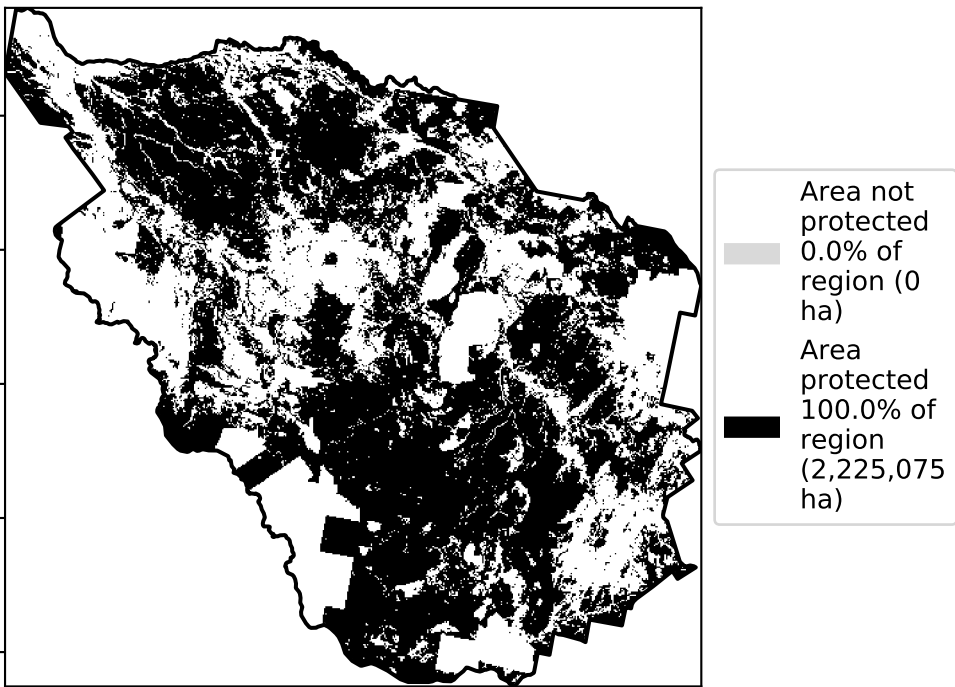 Area not
protected
0.0% of
region (0
ha)
Area
protected
100.0% of
region
(2,225,075
ha)